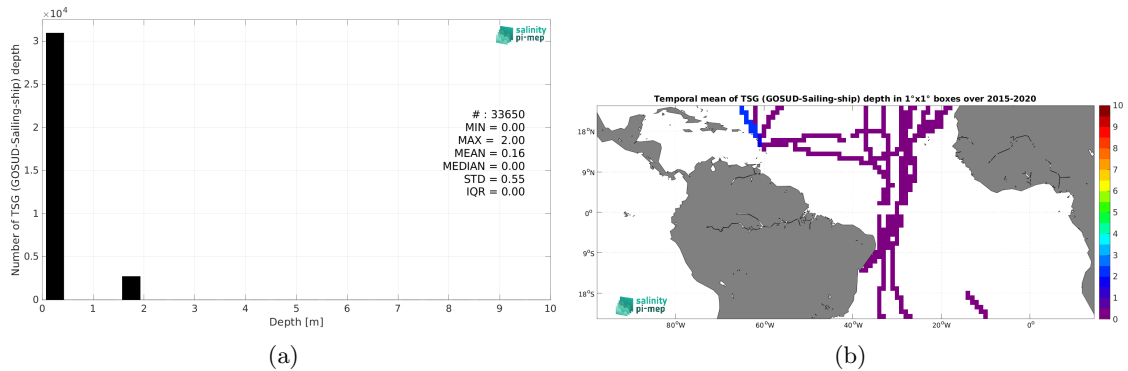 ×10⁴
3
2.5
2
1.5
1
0.5
0
Number of TSG (GOSUD-Sailing-ship) depth
salinity
pi-mep
# : 33650
MIN = 0.00
MAX = 2.00
MEAN = 0.16
MEDIAN = 0.00
STD = 0.55
IQR = 0.00
0 1 2 3 4 5 6 7 8 9 10
Depth [m]
(a)
Temporal mean of TSG (GOSUD-Sailing-ship) depth in 1°x1° boxes over 2015-2020
18°N
9°N
0°
9°S
18°S
salinity
pi-mep
80°W 60°W 40°W 20°W 0°
10
9
8
7
6
5
4
3
2
1
0
(b)